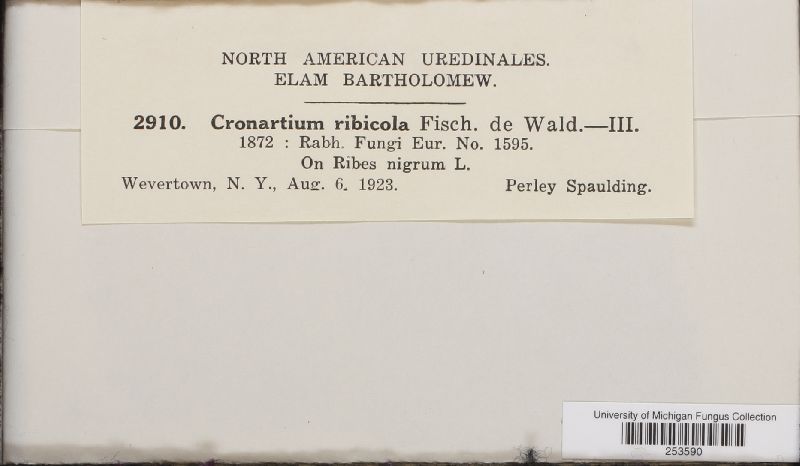 NORTH AMERICAN UREDINALES.
ELAM BARTHOLOMEW.
2910. Cronartium ribicola Fisch. de Wald.—III.
1872 : Rabh. Fungi Eur. No. 1595.
On Ribes nigrum L.
Wevertown, N. Y., Aug. 6, 1923. Perley Spaulding.
University of Michigan Fungus Collection
253590